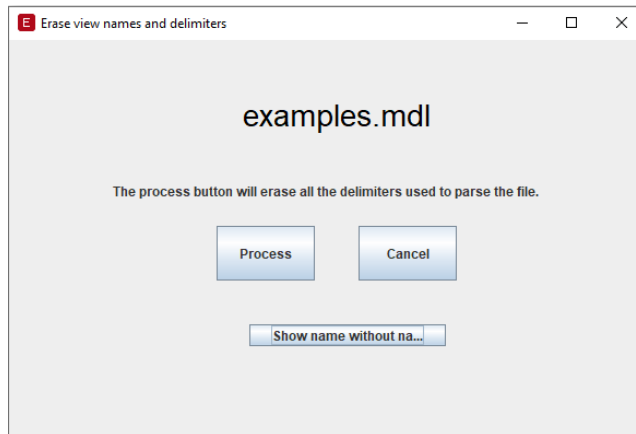 E Erase view names and delimiters
examples.mdl
The process button will erase all the delimiters used to parse the file.
Process Cancel
Show name without na...